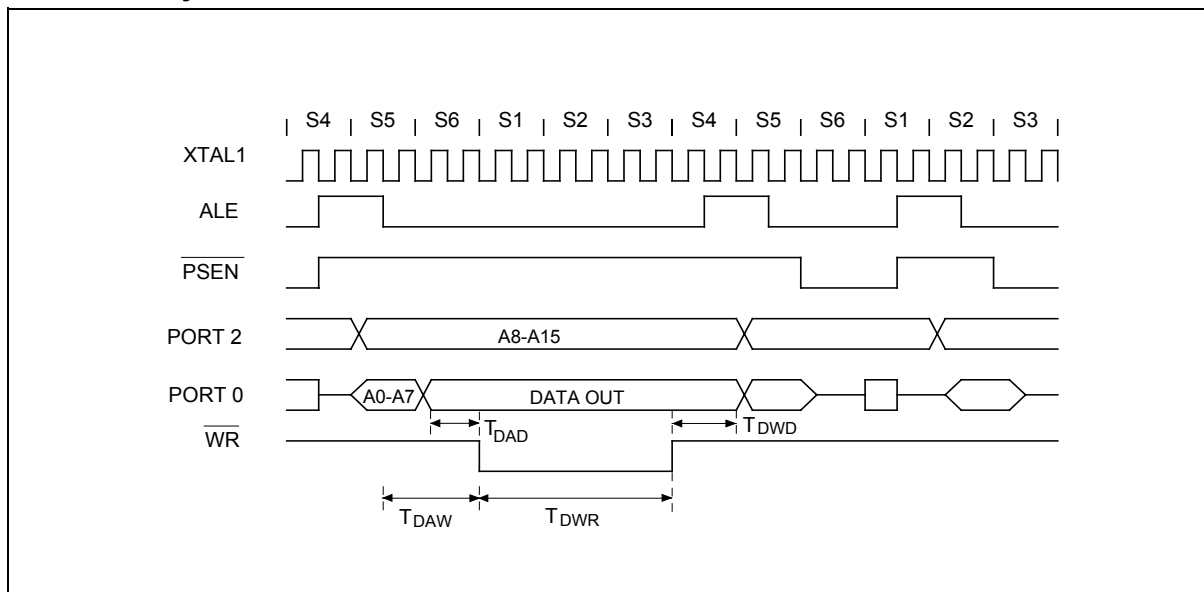 S4 S5 S6 S1 S2 S3 S4 S5 S6 S1 S2 S3
XTAL1
ALE
PSEN
PORT 2 A8-A15
PORT 0 A0-A7 DATA OUT
WR TDAD TDWD
TDAW TDWR